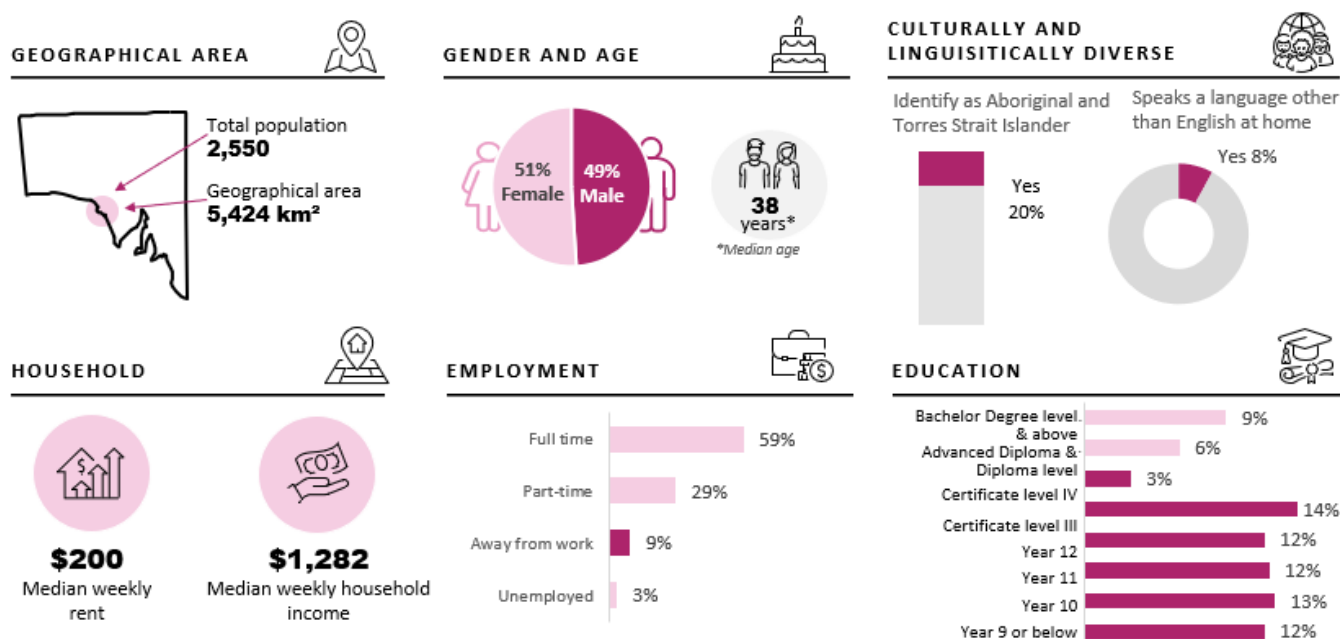 GEOGRAPHICAL AREA
Total population
2,550
Geographical area
5,424 km²
GENDER AND AGE
51%
Female
49%
Male
38
years*
*Median age
CULTURALLY AND
LINGUISITICALLY DIVERSE
Identify as Aboriginal and
Torres Strait Islander
Yes
20%
Speaks a language other
than English at home
Yes 8%
HOUSEHOLD
$200
Median weekly
rent
$1,282
Median weekly household
income
EMPLOYMENT
Full time 59%
Part-time 29%
Away from work 9%
Unemployed 3%
EDUCATION
Bachelor Degree level.
& above
9%
Advanced Diploma &
Diploma level
6%
3%
Certificate level IV
14%
Certificate level III
12%
Year 12
12%
Year 11
13%
Year 10
12%
Year 9 or below